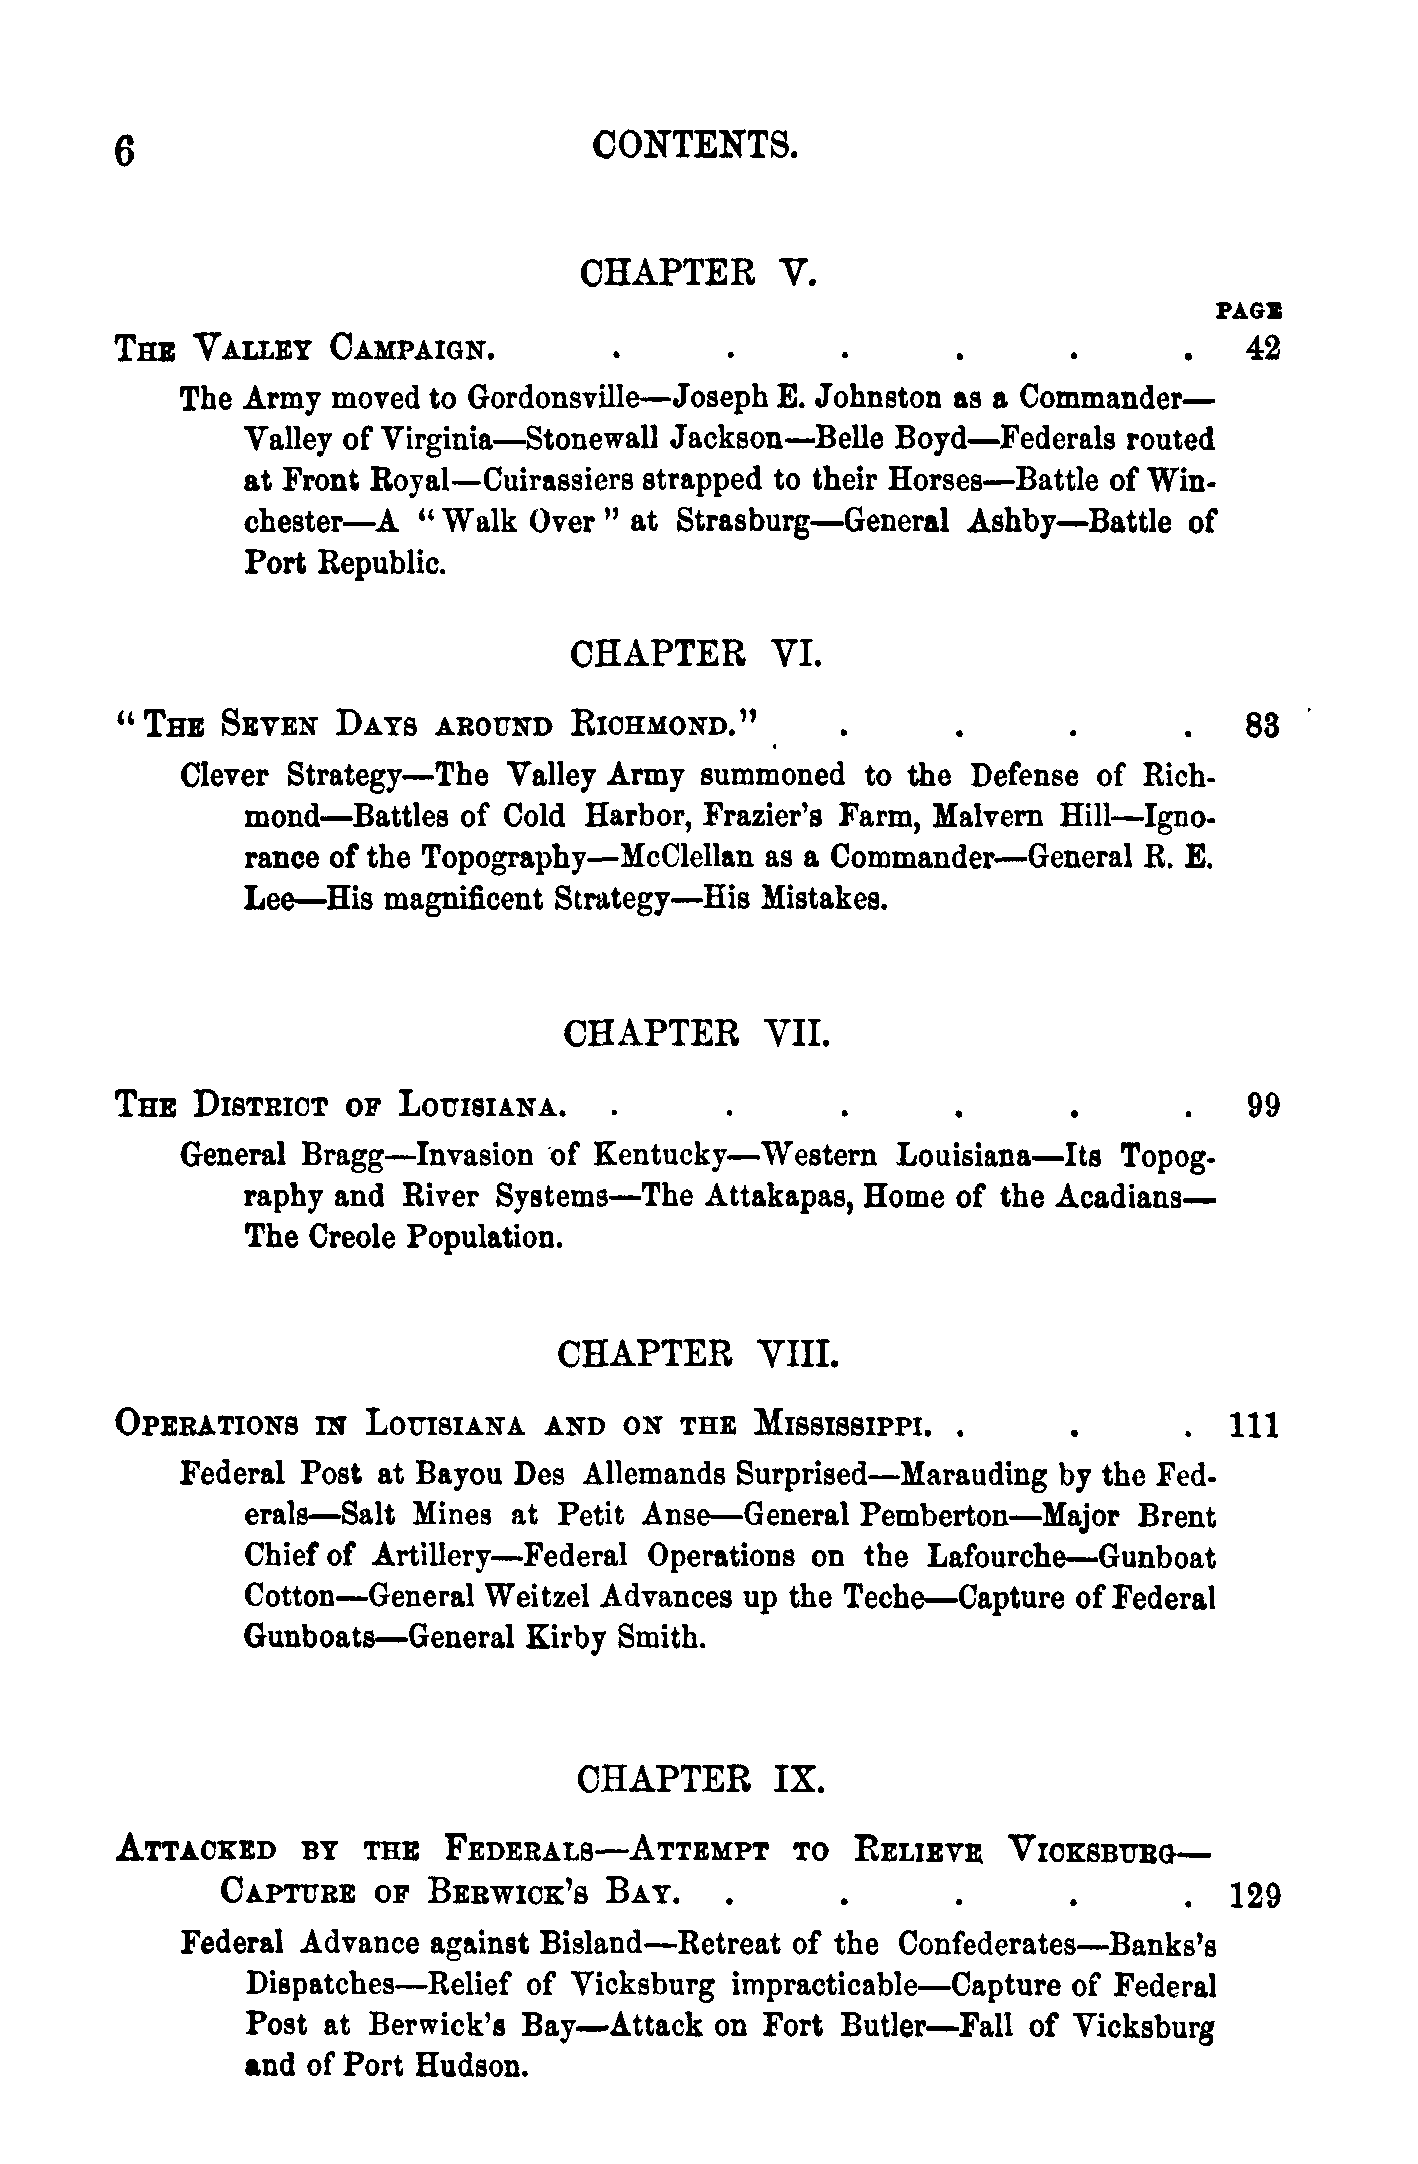 6 CONTENTS.
CHAPTER V.
PAGE
THE VALLEY CAMPAIGN. . . . . . . 42
The Army moved to Gordonsville—Joseph E. Johnston as a Commander—
Valley of Virginia—Stonewall Jackson—Belle Boyd—Federals routed
at Front Royal—Cuirassiers strapped to their Horses—Battle of Win-
chester—A “Walk Over” at Strasburg—General Ashby—Battle of
Port Republic.
CHAPTER VI.
“THE SEVEN DAYS AROUND RICHMOND.” . . . . . 83
Clever Strategy—The Valley Army summoned to the Defense of Rich-
mond—Battles of Cold Harbor, Frazier’s Farm, Malvern Hill—Igno-
rance of the Topography—McClellan as a Commander—General R. E.
Lee—His magnificent Strategy—His Mistakes.
CHAPTER VII.
THE DISTRICT OF LOUISIANA. . . . . . . 99
General Bragg—Invasion of Kentucky—Western Louisiana—Its Topog-
raphy and River Systems—The Attakapas, Home of the Acadians—
The Creole Population.
CHAPTER VIII.
OPERATIONS IN LOUISIANA AND ON THE MISSISSIPPI. . . . 111
Federal Post at Bayou Des Allemands Surprised—Marauding by the Fed-
erals—Salt Mines at Petit Anse—General Pemberton—Major Brent
Chief of Artillery—Federal Operations on the Lafourche—Gunboat
Cotton—General Weitzel Advances up the Teche—Capture of Federal
Gunboats—General Kirby Smith.
CHAPTER IX.
ATTACKED BY THE FEDERALS—ATTEMPT TO RELIEVE VICKSBURG—
CAPTURE OF BERWICK’S BAY. . . . . . 129
Federal Advance against Bisland—Retreat of the Confederates—Banks’s
Dispatches—Relief of Vicksburg impracticable—Capture of Federal
Post at Berwick’s Bay—Attack on Fort Butler—Fall of Vicksburg
and of Port Hudson.